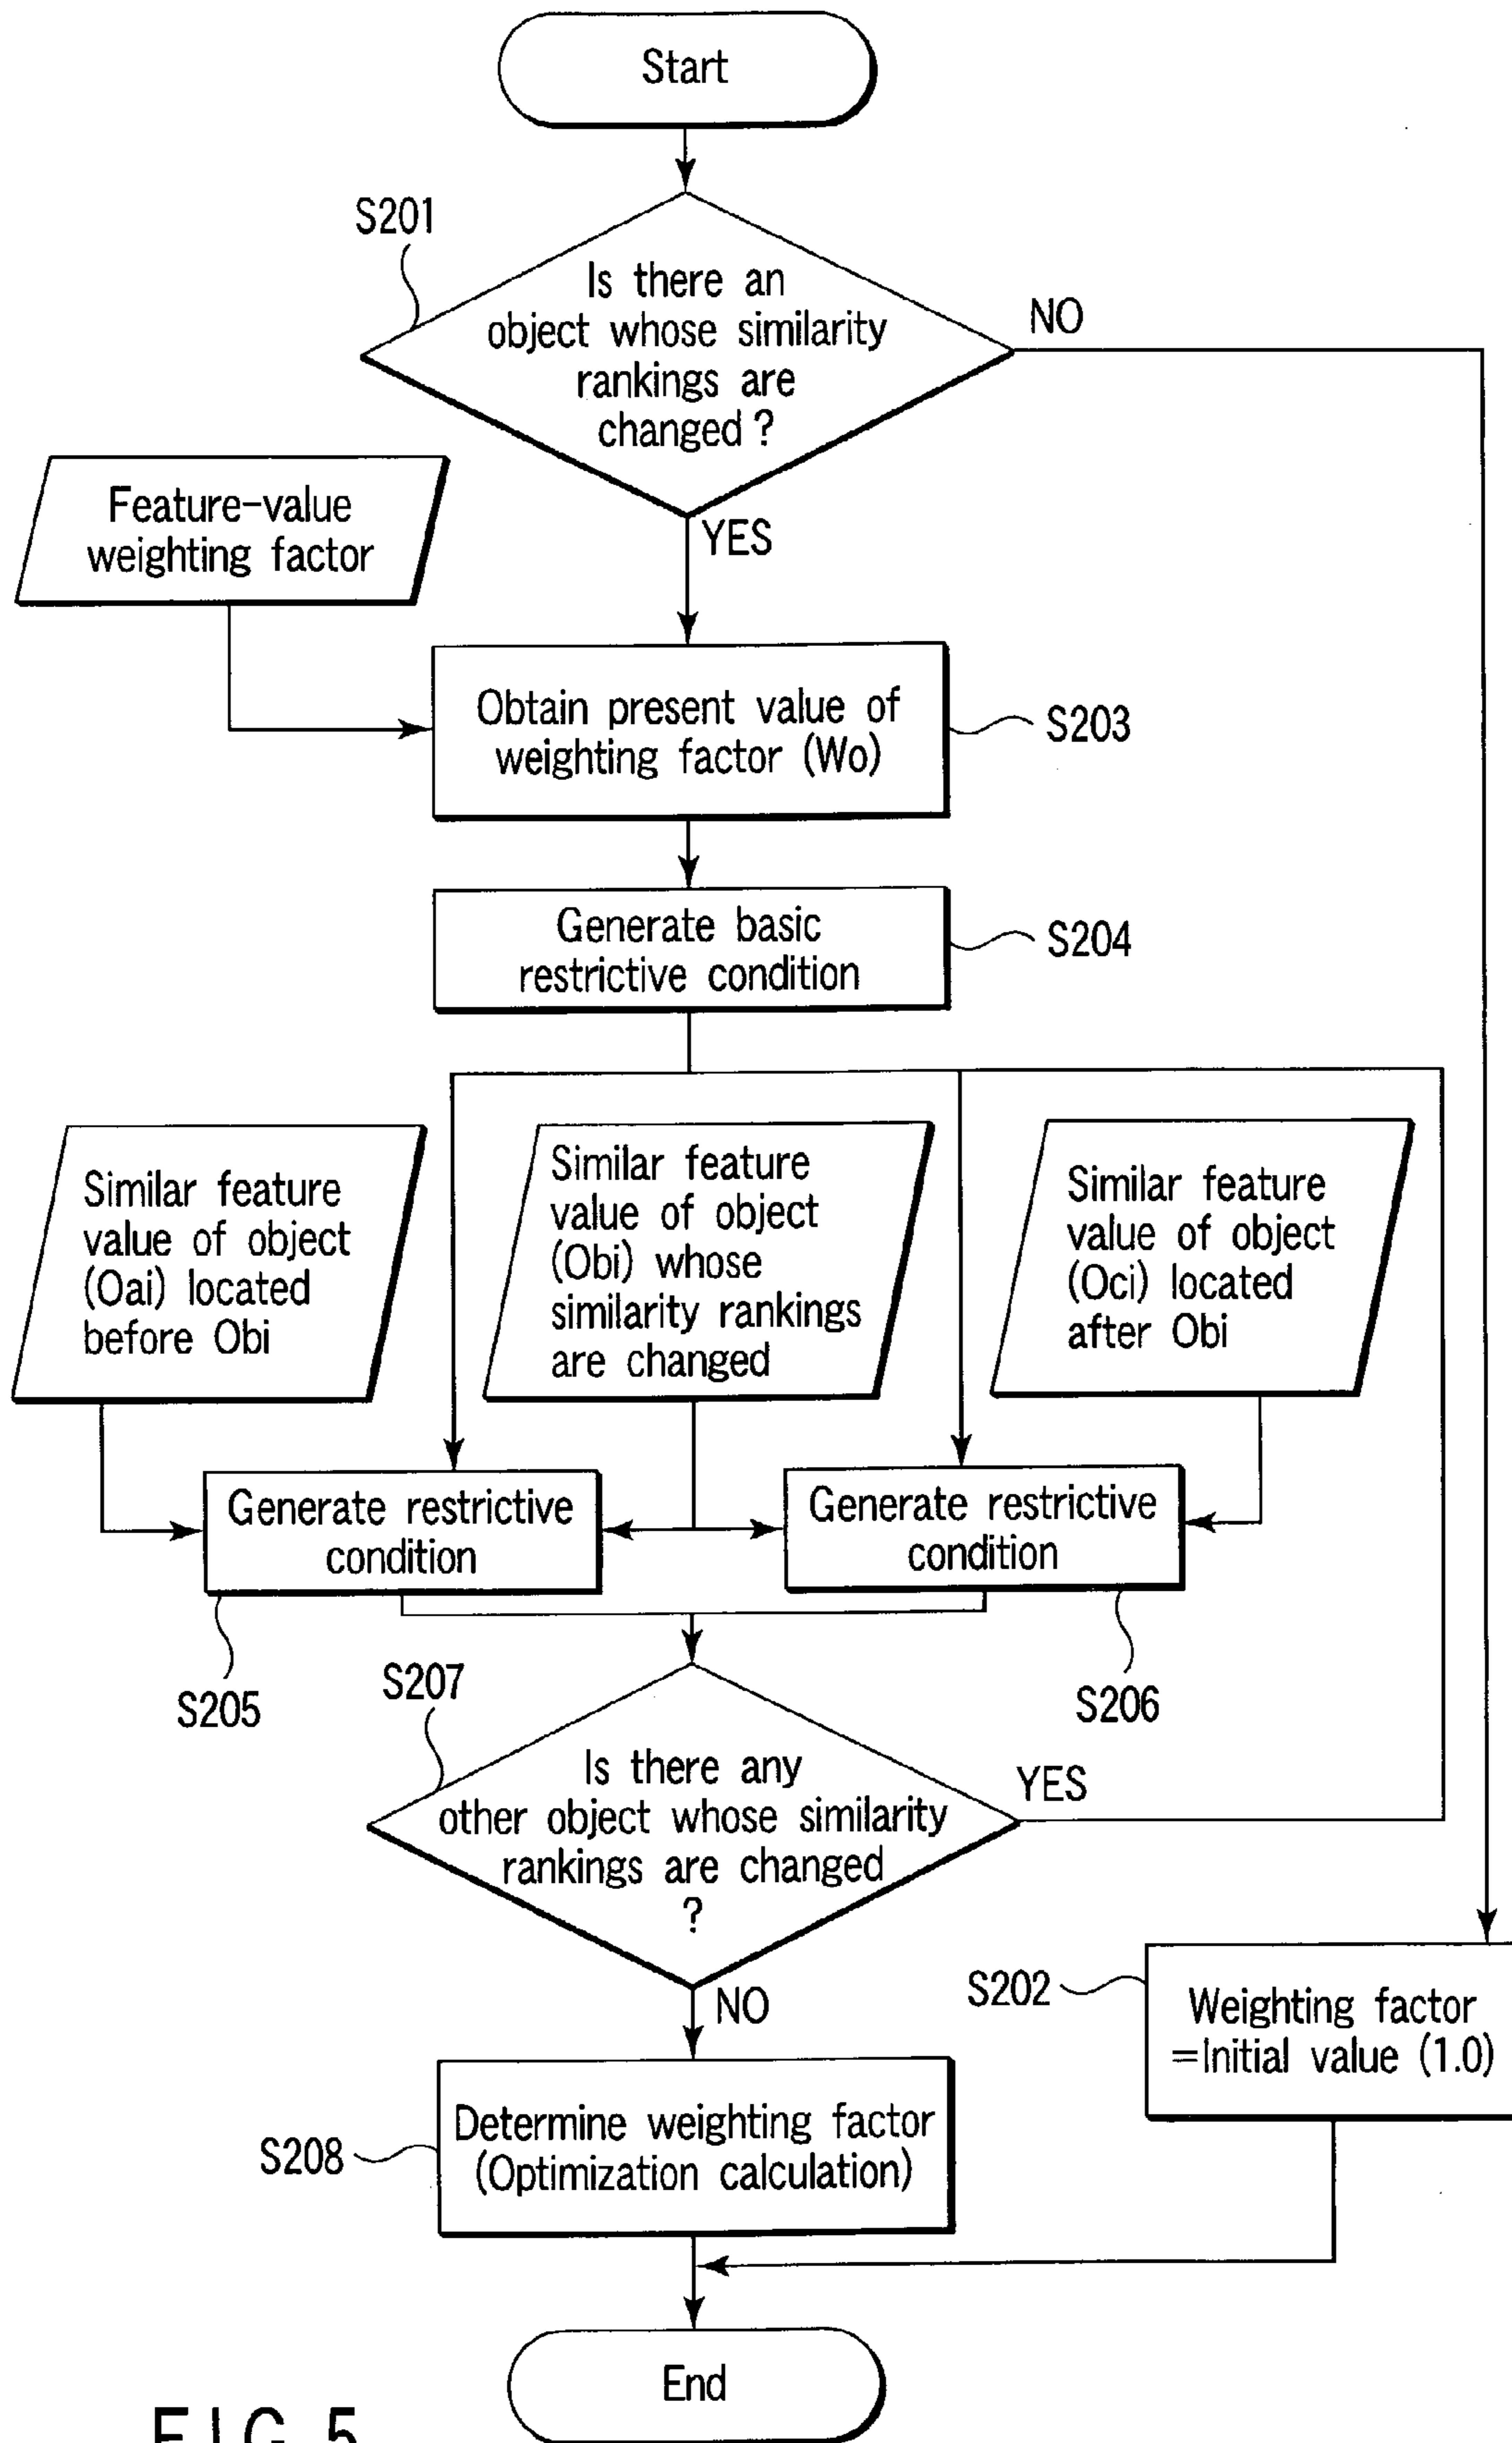 Start
S201
Is there an
object whose similarity
rankings are
changed ?
NO
YES
Feature-value
weighting factor
Obtain present value of
weighting factor (Wo)
S203
Generate basic
restrictive condition
S204
Similar feature
value of object
(Oai) located
before Obi
Similar feature
value of object
(Obi) whose
similarity rankings
are changed
Similar feature
value of object
(Oci) located
after Obi
Generate restrictive
condition
Generate restrictive
condition
S205
S206
S207
Is there any
other object whose similarity
rankings are changed
?
YES
NO
S202
Weighting factor
=Initial value (1.0)
S208
Determine weighting factor
(Optimization calculation)
End
FIG. 5